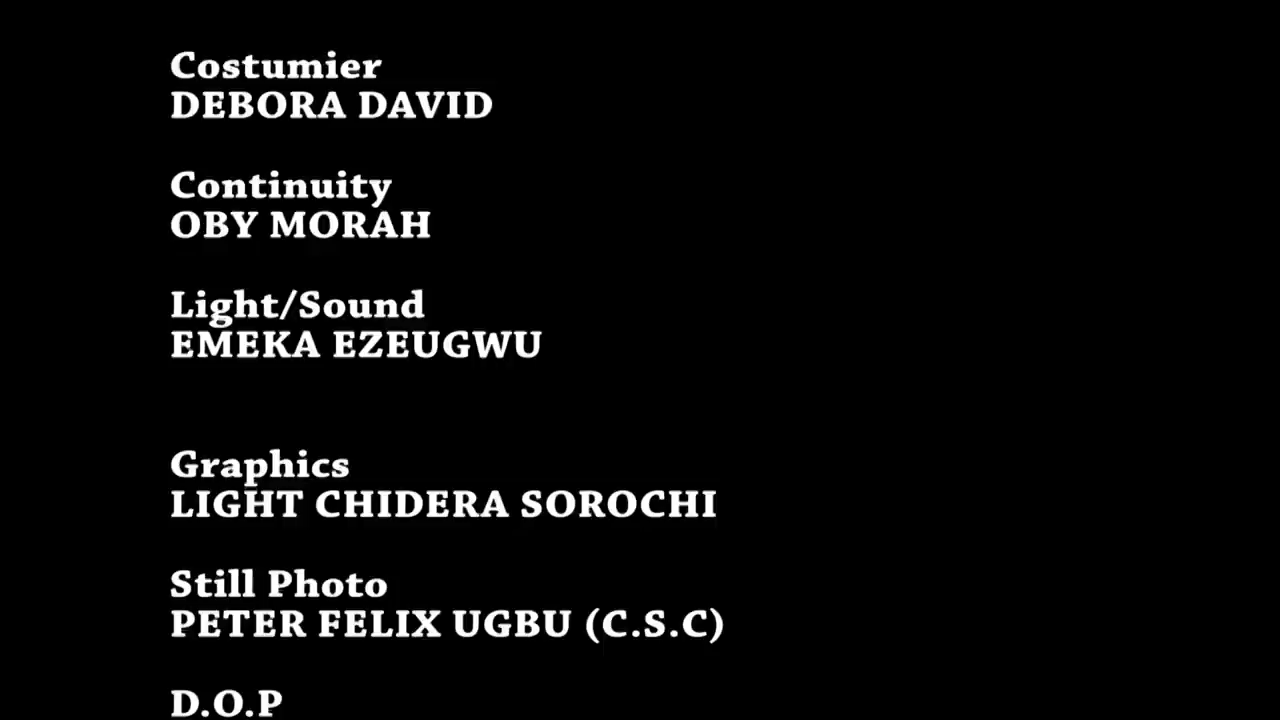 Costumier
DEBORA DAVID
Continuity
OBY MORAH
Light/Sound
EMEKA EZEUGWU
Graphics
LIGHT CHIDERA SOROCHI
Still Photo
PETER FELIX UGBU (C.S.C)
D.O.P